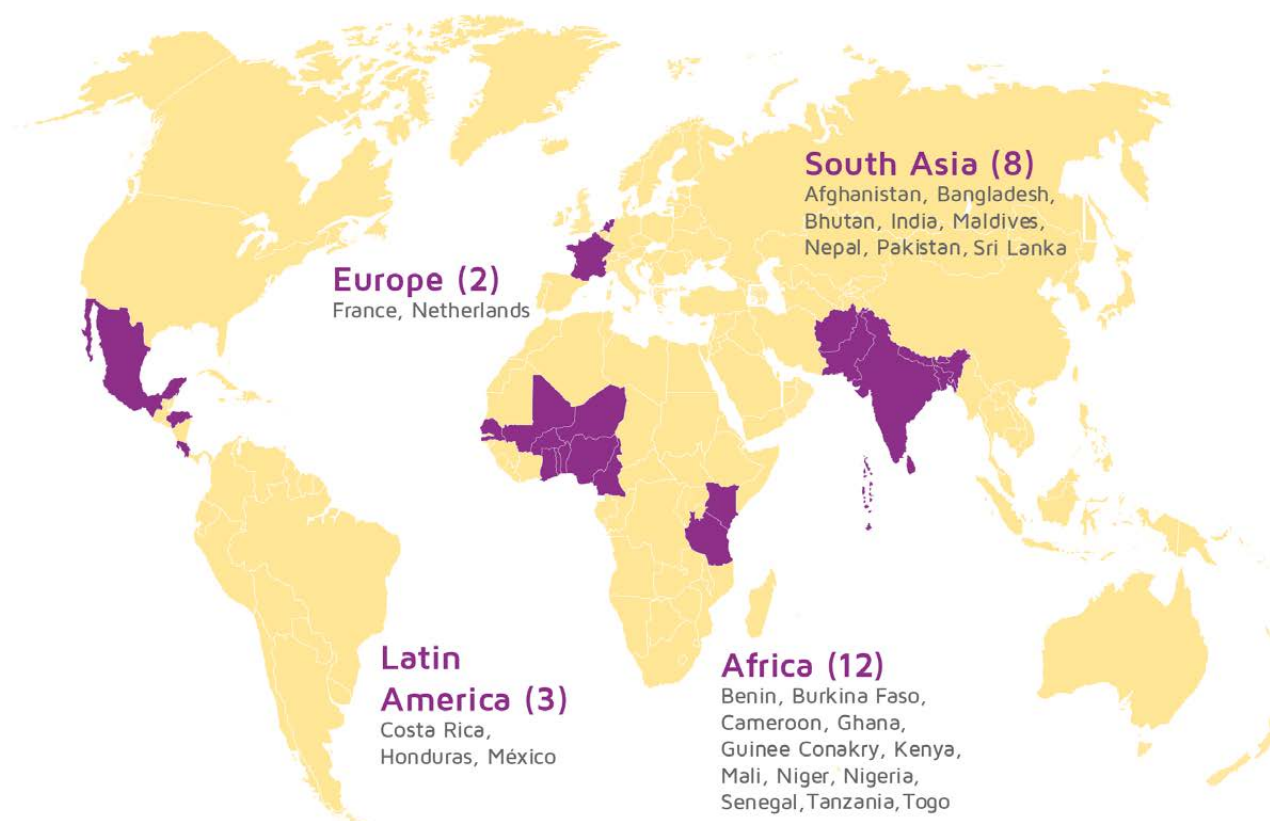 South Asia (8)
Afghanistan, Bangladesh,
Bhutan, India, Maldives,
Nepal, Pakistan, Sri Lanka
Europe (2)
France, Netherlands
Latin
America (3)
Costa Rica,
Honduras, México
Africa (12)
Benin, Burkina Faso,
Cameroon, Ghana,
Guinee Conakry, Kenya,
Mali, Niger, Nigeria,
Senegal,Tanzania,Togo